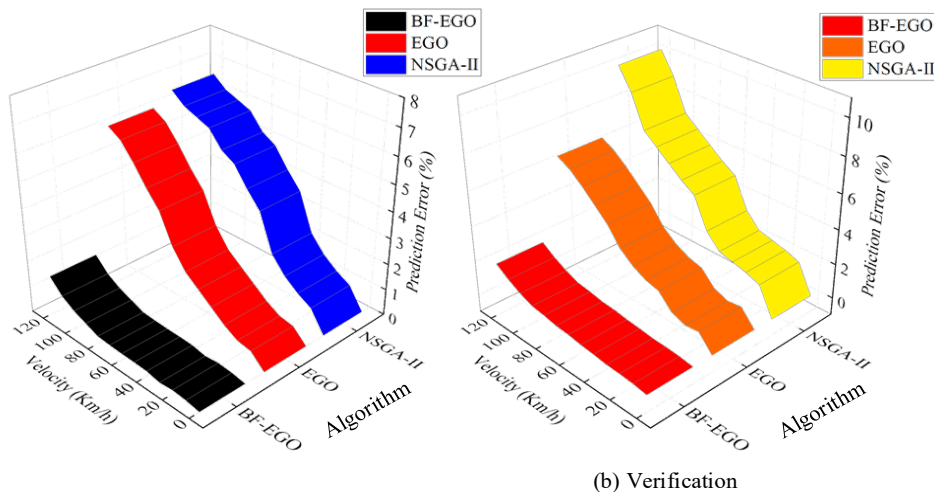 BF-EGO
EGO
NSGA-II
8
7
6
5
4
3
2
1
0
Prediction Error (%)
120
100
80
60
40
20
0
Velocity (Km/h)
BF-EGO
EGO
NSGA-II
Algorithm
BF-EGO
EGO
NSGA-II
10
8
6
4
2
0
Prediction Error (%)
120
100
80
60
40
20
0
Velocity (Km/h)
BF-EGO
EGO
NSGA-II
Algorithm
(b) Verification